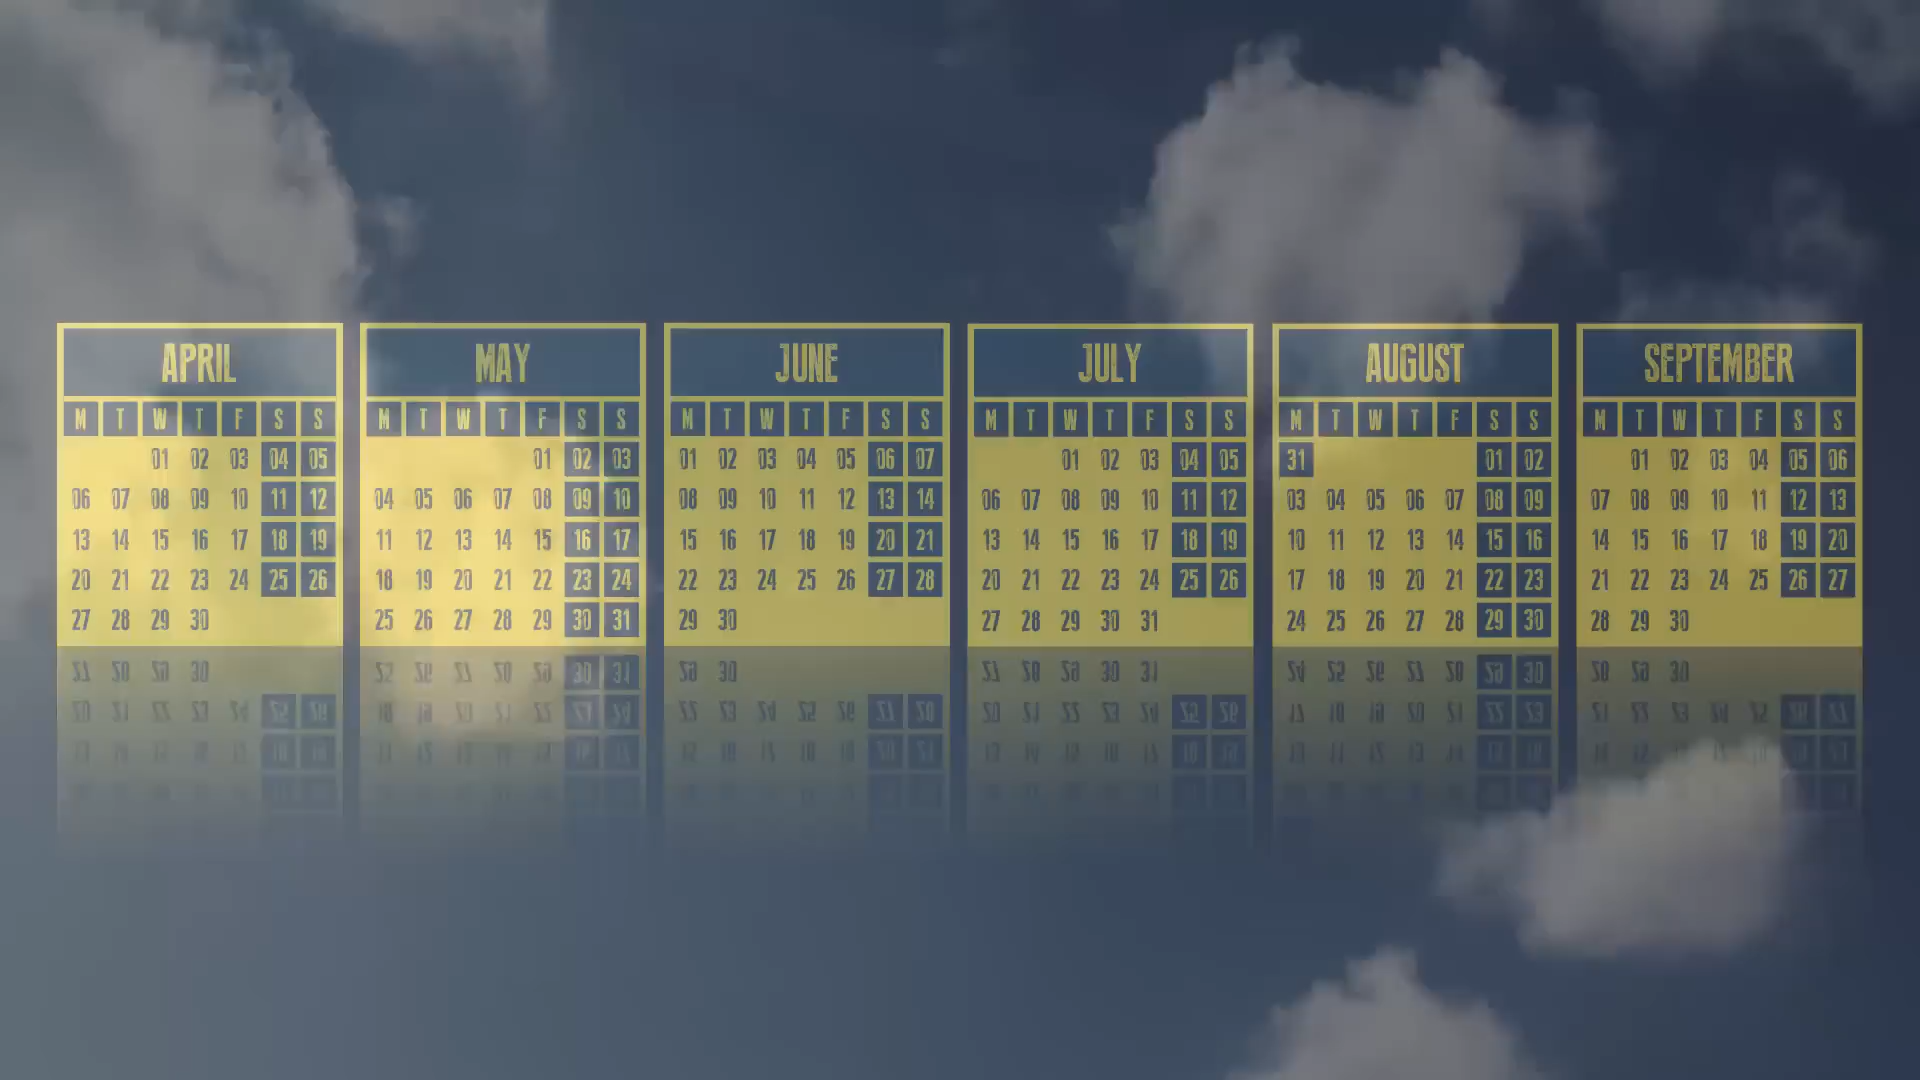 APRIL
M T W T F S S
01 02 03 04 05
06 07 08 09 10 11 12
13 14 15 16 17 18 19
20 21 22 23 24 25 26
27 28 29 30
MAY
M T W T F S S
01 02 03
04 05 06 07 08 09 10
11 12 13 14 15 16 17
18 19 20 21 22 23 24
25 26 27 28 29 30 31
JUNE
M T W T F S S
01 02 03 04 05 06 07
08 09 10 11 12 13 14
15 16 17 18 19 20 21
22 23 24 25 26 27 28
29 30
JULY
M T W T F S S
01 02 03 04 05
06 07 08 09 10 11 12
13 14 15 16 17 18 19
20 21 22 23 24 25 26
27 28 29 30 31
AUGUST
M T W T F S S
31 01 02
03 04 05 06 07 08 09
10 11 12 13 14 15 16
17 18 19 20 21 22 23
24 25 26 27 28 29 30
SEPTEMBER
M T W T F S S
01 02 03 04 05 06
07 08 09 10 11 12 13
14 15 16 17 18 19 20
21 22 23 24 25 26 27
28 29 30